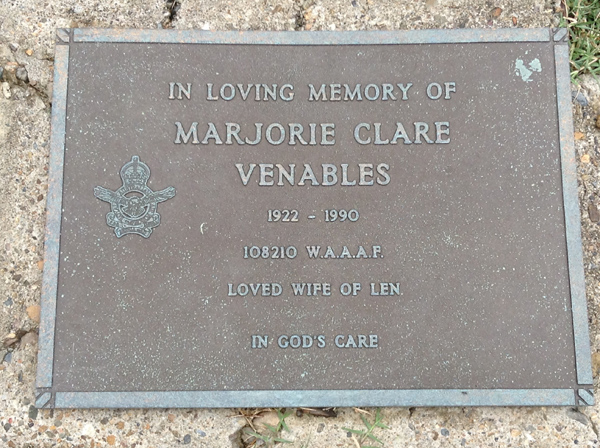 IN LOVING MEMORY OF
MARJORIE CLARE
VENABLES
1922 - 1990
108210 W.A.A.A.F.
LOVED WIFE OF LEN.
IN GOD'S CARE